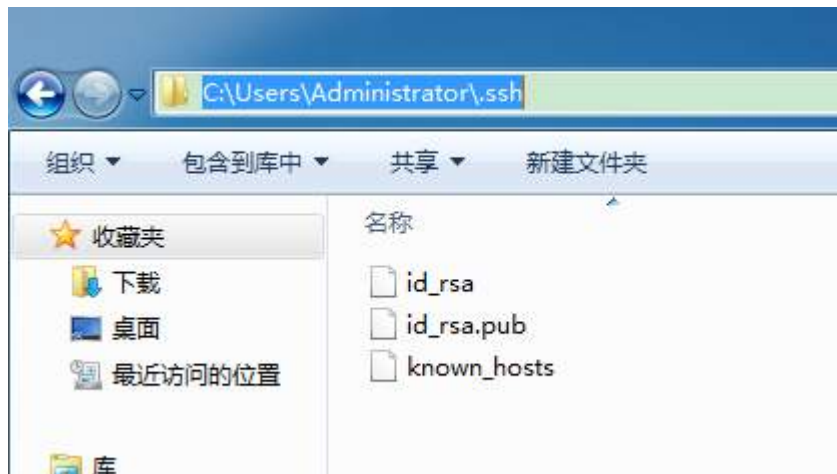 C:\Users\Administrator\.ssh
组织 包含到库中 共享 新建文件夹
收藏夹
下载
桌面
最近访问的位置
库
名称
id_rsa
id_rsa.pub
known_hosts